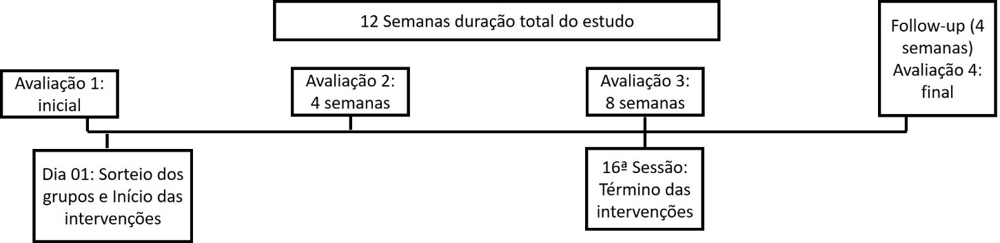 12 Semanas duração total do estudo
Follow-up (4
semanas)
Avaliação 4:
final
Avaliação 1:
inicial
Avaliação 2:
4 semanas
Avaliação 3:
8 semanas
Dia 01: Sorteio dos
grupos e Início das
intervenções
16ª Sessão:
Término das
intervenções